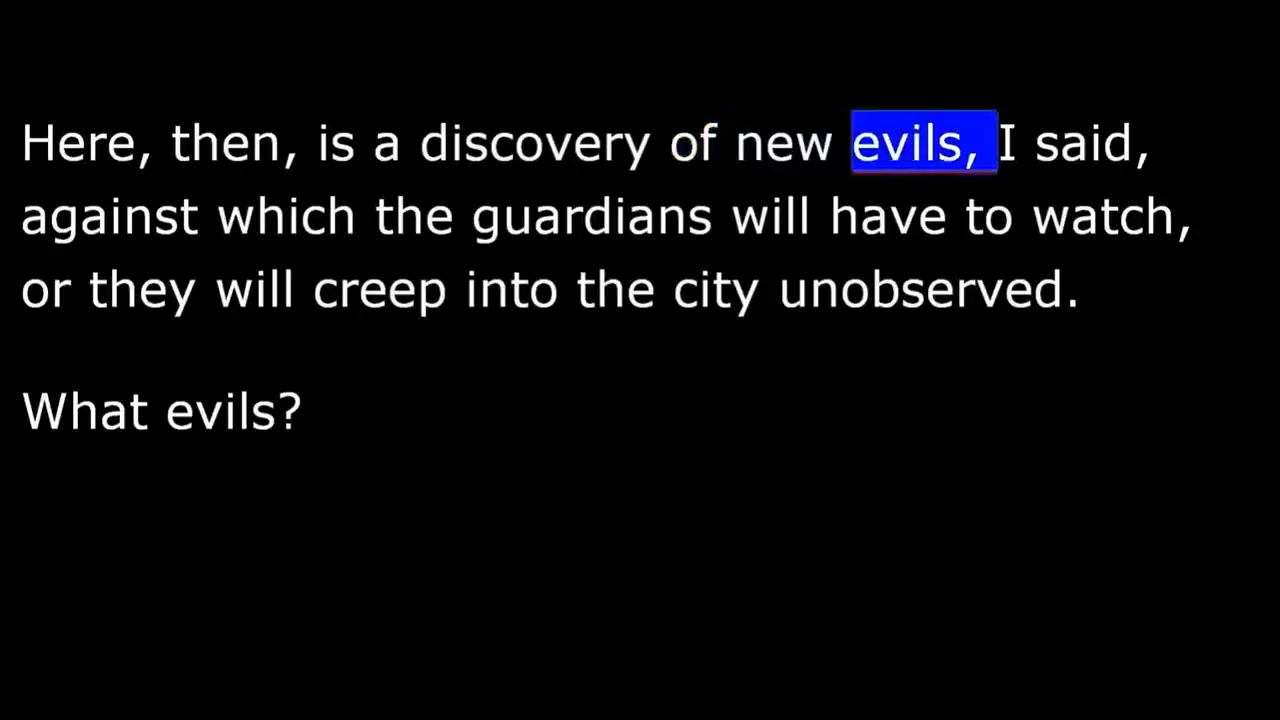 Here, then, is a discovery of new evils, I said,
against which the guardians will have to watch,
or they will creep into the city unobserved.
What evils?